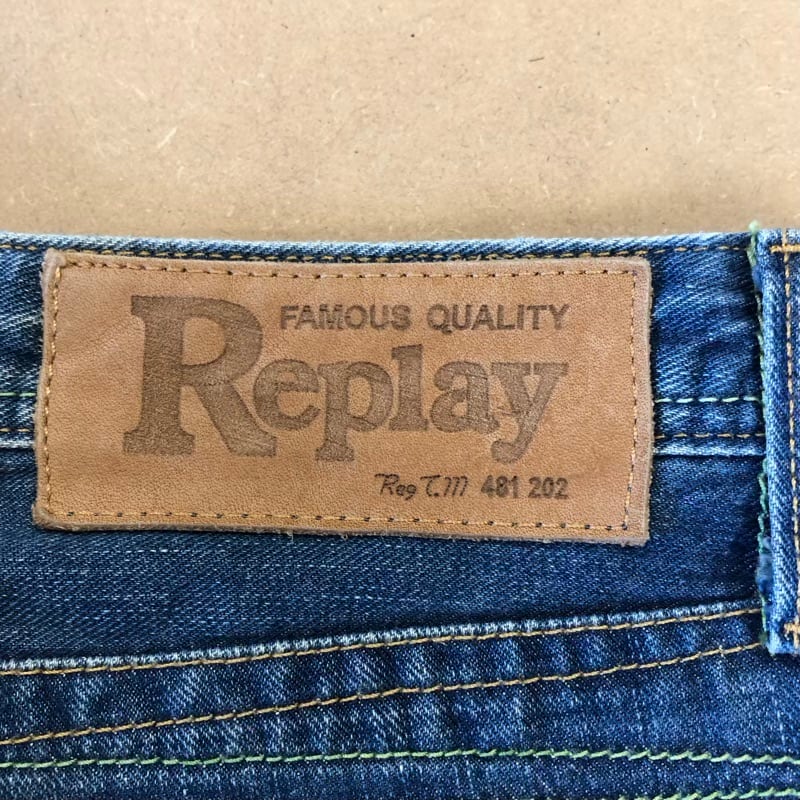 FAMOUS QUALITY
Replay
Reg T.M 481 202